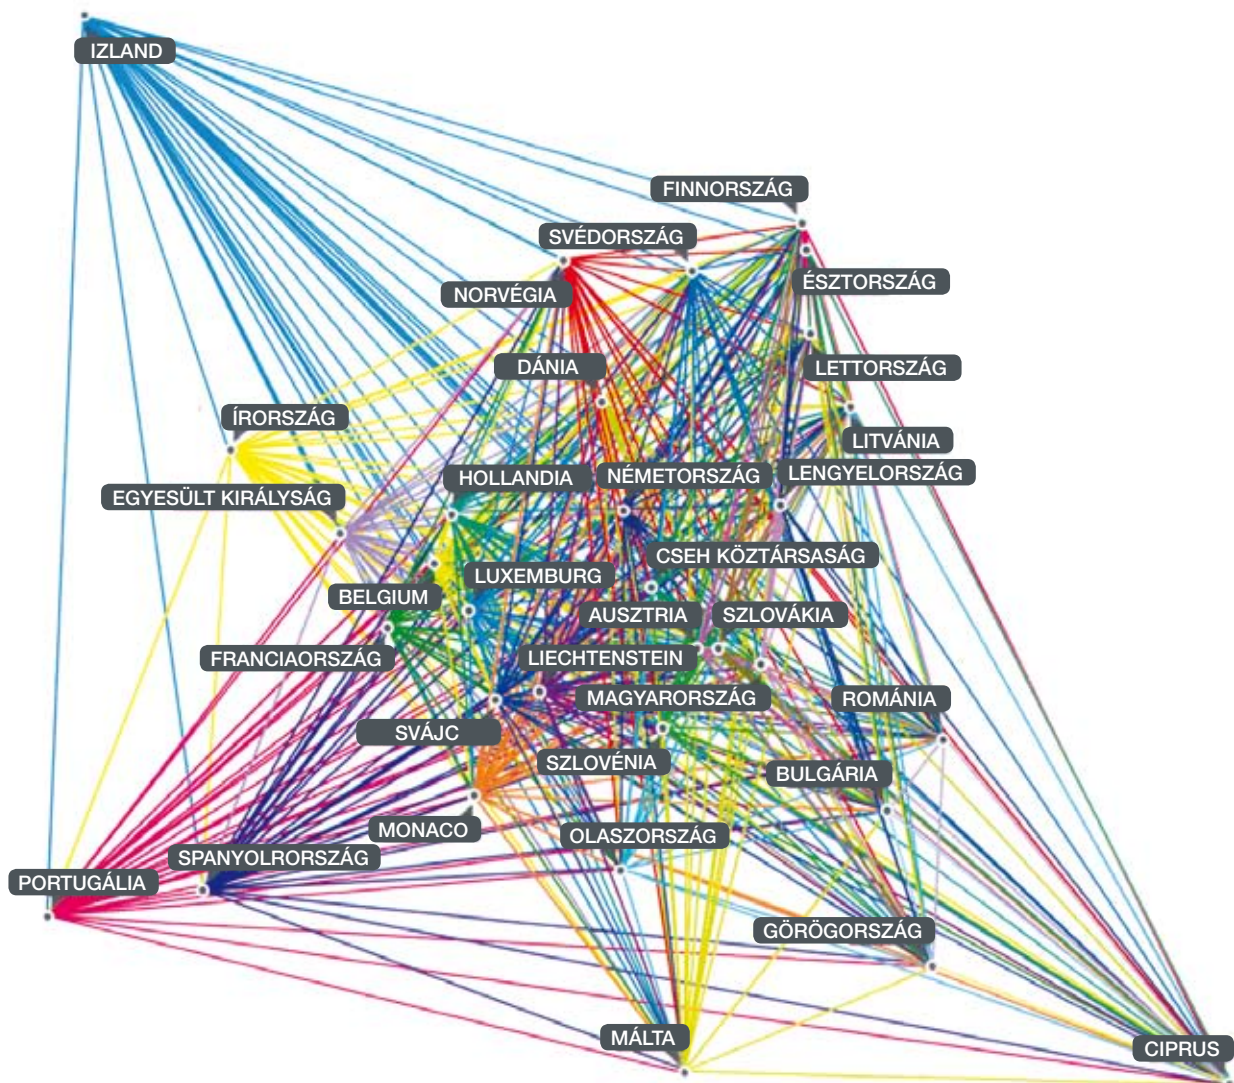 IZLAND
FINNORSZÁG
SVÉDORSZÁG
ÉSZTORSZÁG
NORVÉGIA
DÁNIA
LETTORSZÁG
ÍRORSZÁG
LITVÁNIA
HOLLANDIA
NÉMETORSZÁG
LENGYELORSZÁG
EGYESÜLT KIRÁLYSÁG
CSEH KÖZTÁRSASÁG
LUXEMBURG
BELGIUM
AUSZTRIA
SZLOVÁKIA
FRANCIAORSZÁG
LIECHTENSTEIN
MAGYARORSZÁG
ROMÁNIA
SVÁJC
SZLOVÉNIA
BULGÁRIA
MONACO
OLASZORSZÁG
SPANYOLRORSZÁG
PORTUGÁLIA
GÖRÖGORSZÁG
MÁLTA
CIPRUS